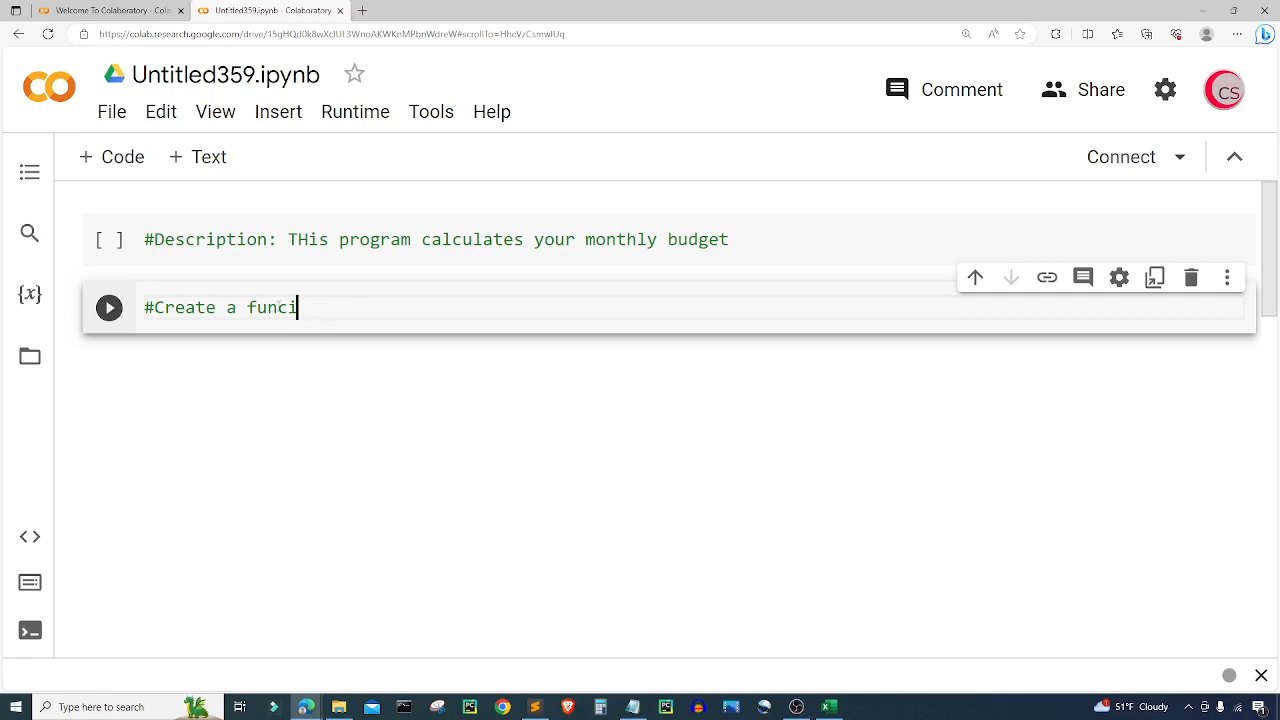 Welcome To Colaboratory - Cola
Untitled359.ipynb - Colaboratory
Untitled359.ipynb
Comment
Share
CS
File Edit View Insert Runtime Tools Help
+ Code + Text
Connect
{x}
[ ] #Description: THis program calculates your monthly budget
#Create a funci
Type here to search
51°F Cloudy